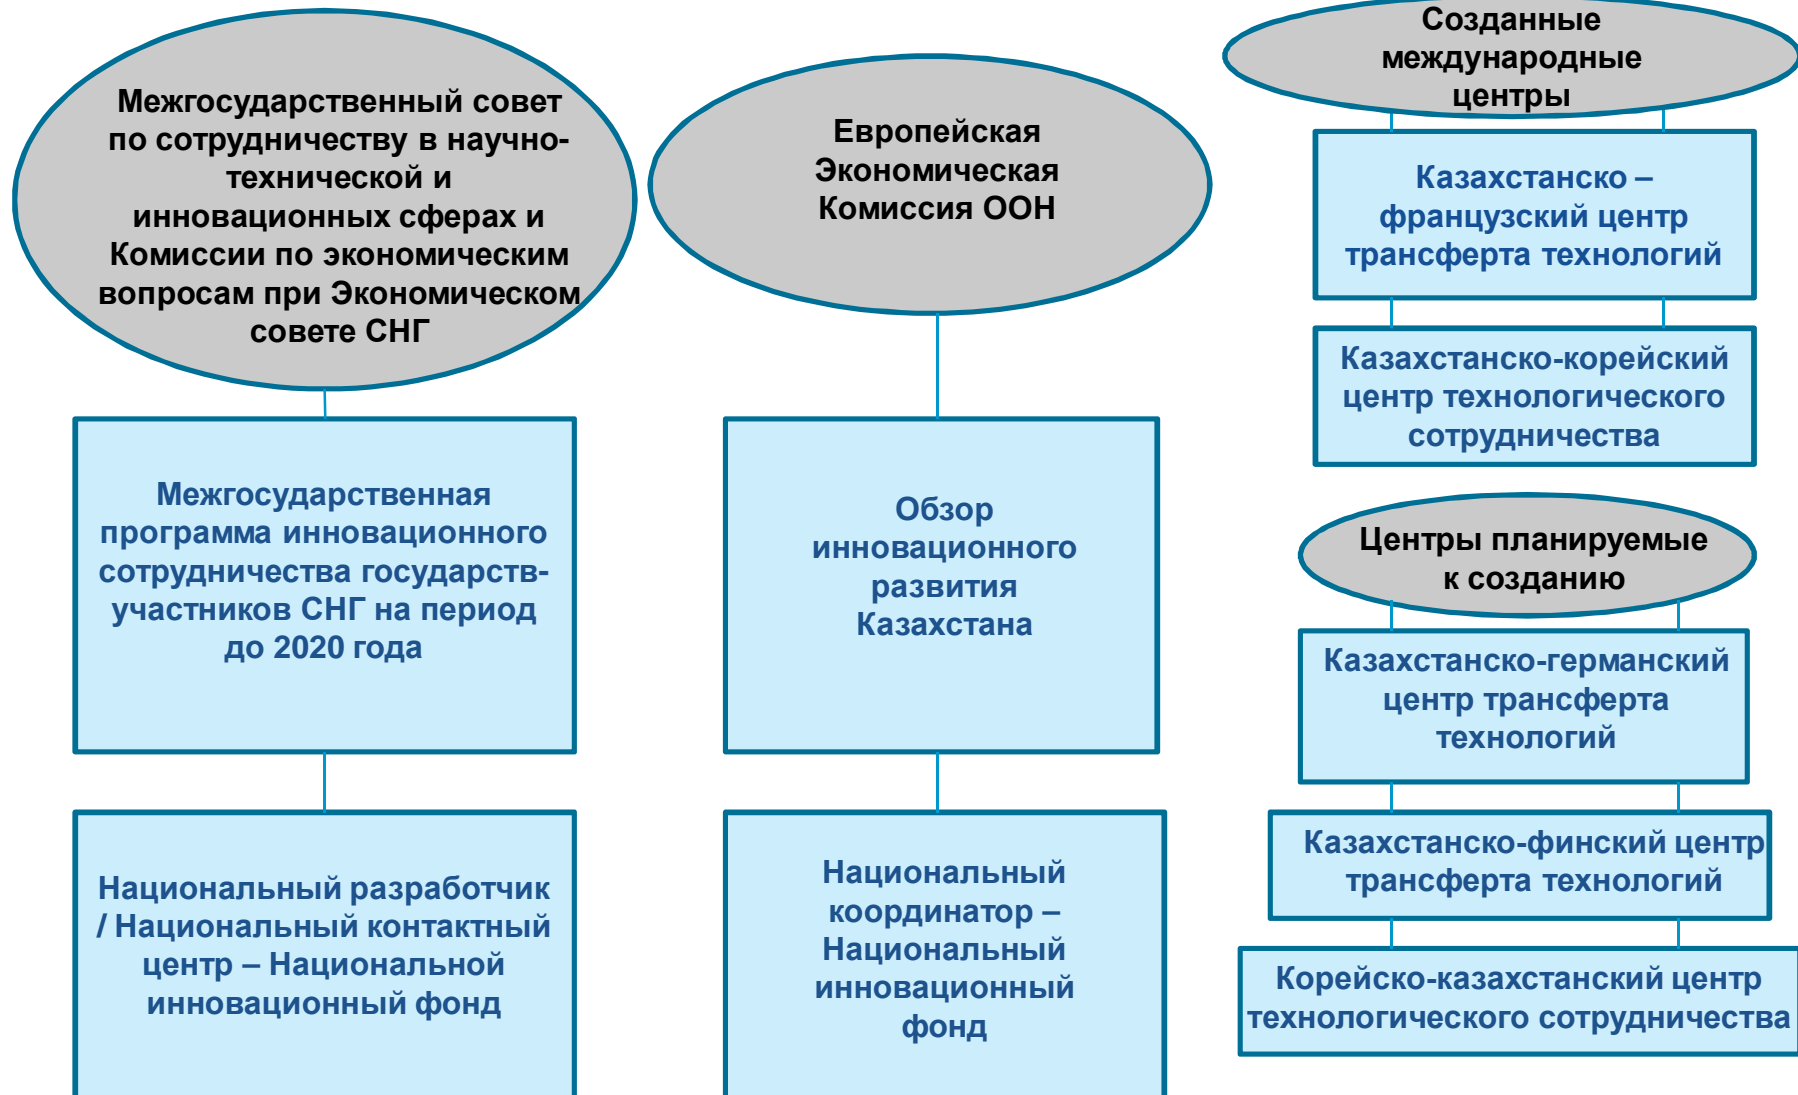 Межгосударственный совет
по сотрудничеству в научно-
технической и
инновационных сферах и
Комиссии по экономическим
вопросам при Экономическом
совете СНГ
Межгосударственная
программа инновационного
сотрудничества государств-
участников СНГ на период
до 2020 года
Национальный разработчик
/ Национальный контактный
центр – Национальной
инновационный фонд
Европейская
Экономическая
Комиссия ООН
Обзор
инновационного
развития
Казахстана
Национальный
координатор –
Национальный
инновационный
фонд
Созданные
международные
центры
Казахстанско –
французский центр
трансферта технологий
Казахстанско-корейский
центр технологического
сотрудничества
Центры планируемые
к созданию
Казахстанско-германский
центр трансферта
технологий
Казахстанско-финский центр
трансферта технологий
Корейско-казахстанский центр
технологического сотрудничества